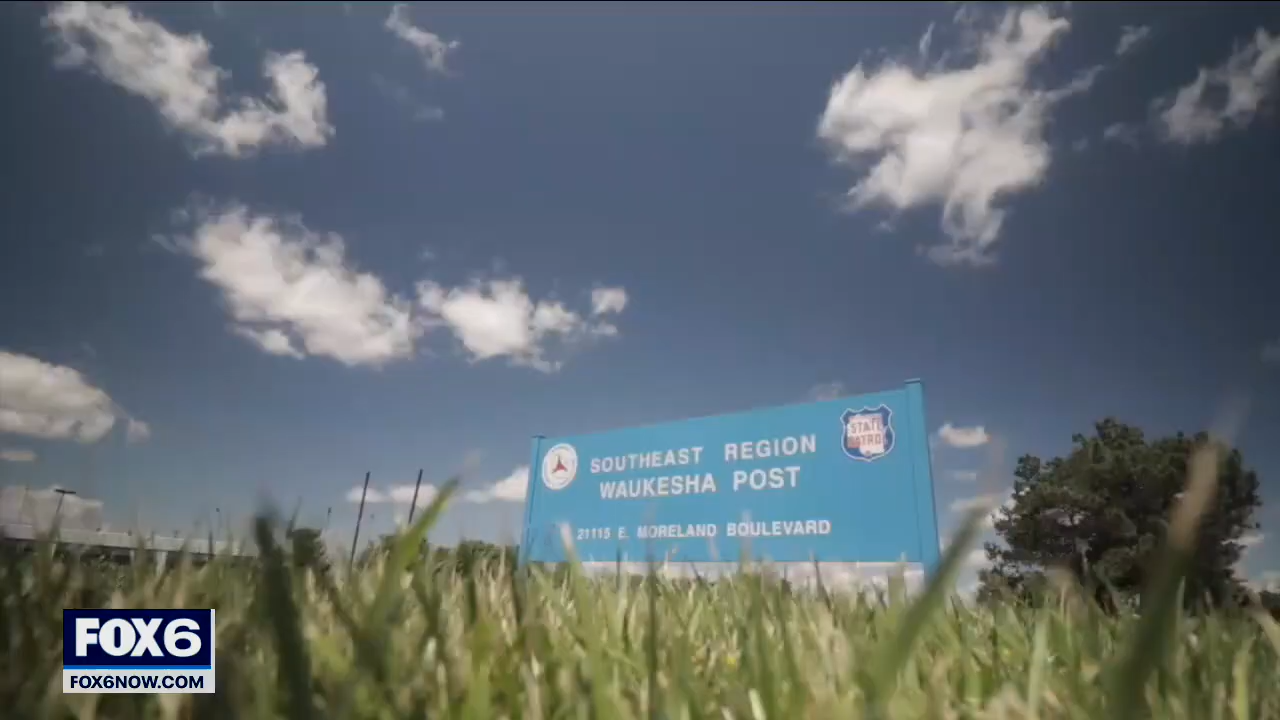 STATE
PATROL
SOUTHEAST REGION
WAUKESHA POST
21115 E. MORELAND BOULEVARD
FOX6
FOX6NOW.COM